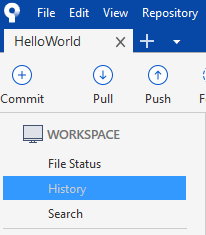 File Edit View Repository
HelloWorld
Commit Pull Push
WORKSPACE
File Status
History
Search